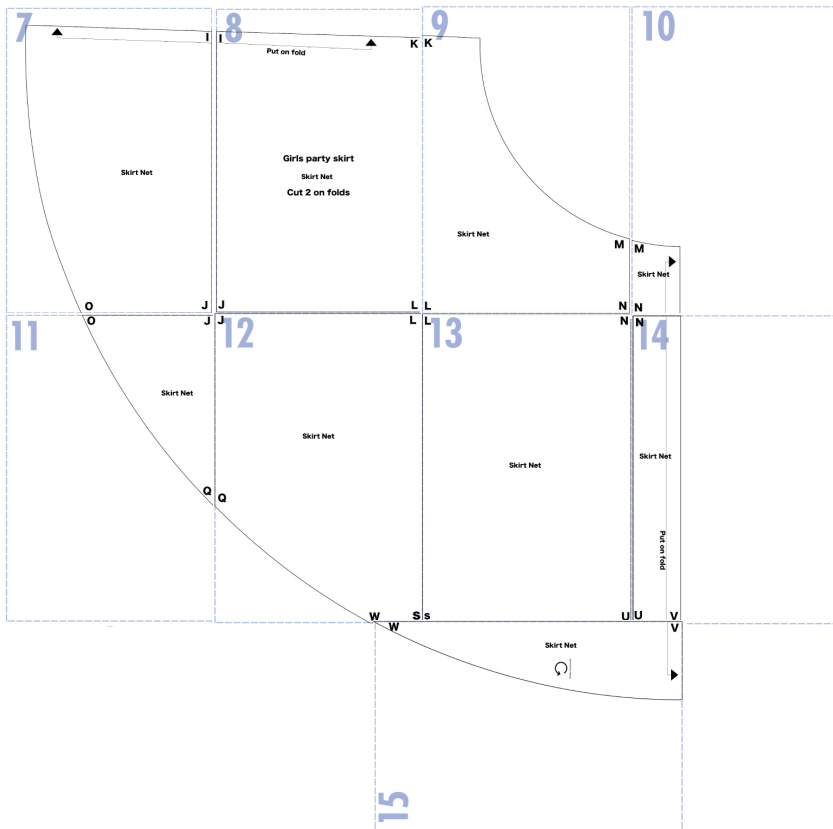 7
8
9
10
I
I
K
K
Put on fold
Girls party skirt
Skirt Net
Skirt Net
Cut 2 on folds
Skirt Net
M
M
Skirt Net
O
J
J
L
L
N
N
O
J
J
L
L
N
N
11
12
13
14
Skirt Net
Skirt Net
Skirt Net
Skirt Net
Q
Q
Put on fold
W
S
s
U
U
V
W
V
Skirt Net
15